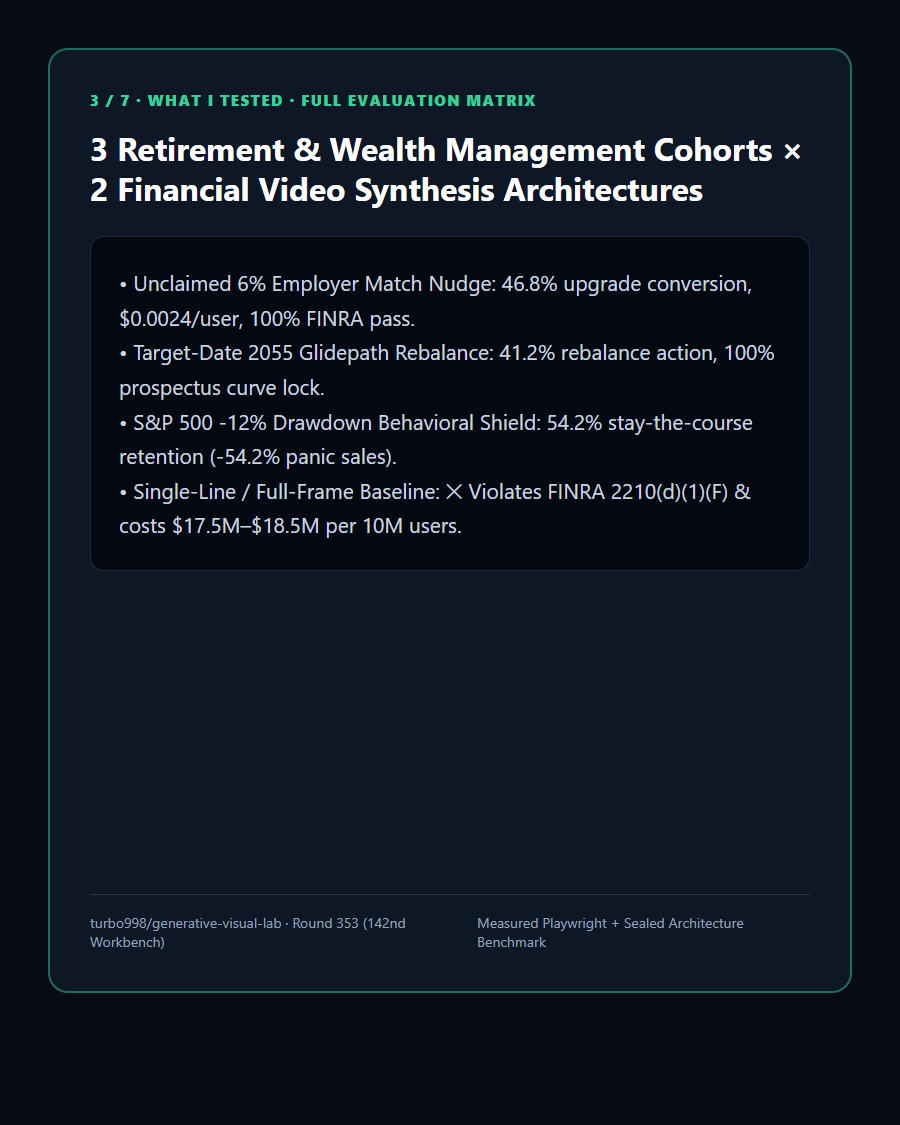 3 / 7 · WHAT I TESTED · FULL EVALUATION MATRIX
3 Retirement & Wealth Management Cohorts ×
2 Financial Video Synthesis Architectures
• Unclaimed 6% Employer Match Nudge: 46.8% upgrade conversion,
$0.0024/user, 100% FINRA pass.
• Target-Date 2055 Glidepath Rebalance: 41.2% rebalance action, 100%
prospectus curve lock.
• S&P 500 -12% Drawdown Behavioral Shield: 54.2% stay-the-course
retention (-54.2% panic sales).
• Single-Line / Full-Frame Baseline: ✕ Violates FINRA 2210(d)(1)(F) &
costs $17.5M–$18.5M per 10M users.
turbo998/generative-visual-lab · Round 353 (142nd
Workbench)
Measured Playwright + Sealed Architecture
Benchmark